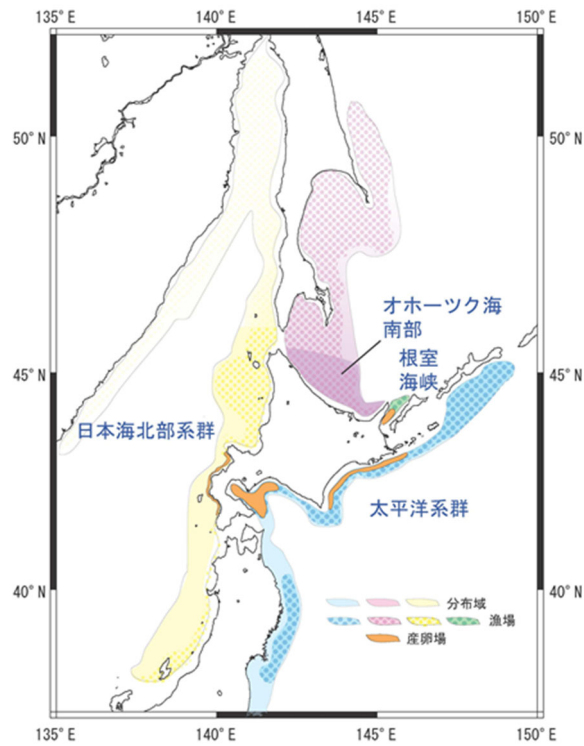 135° E
140° E
145° E
150° E
50° N
50° N
オホーツク海
南部
根室
海峡
45° N
45° N
日本海北部系群
太平洋系群
40° N
40° N
分布域
漁場
産卵場
135° E
140° E
145° E
150° E